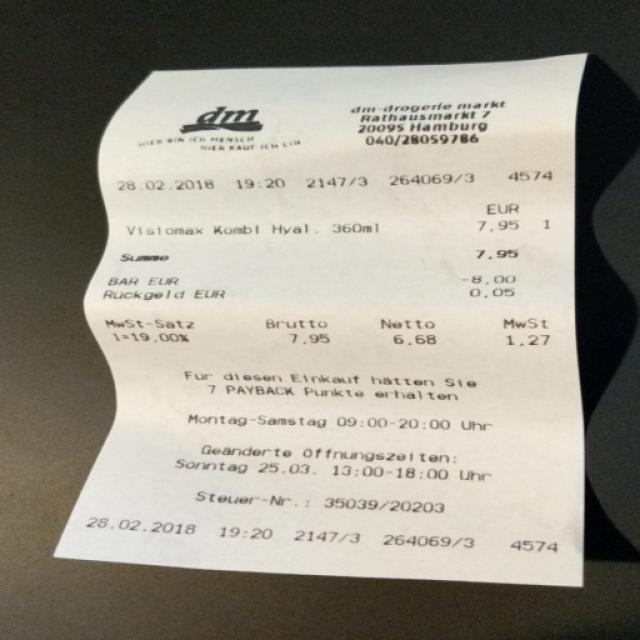 dm
HIER BIN ICH MENSCH
HIER KAUF ICH EIN
dm-drogerie markt
Rathausmarkt 7
20095 Hamburg
040/28059786
28.02.2018 19:20 2147/3 264069/3 4574
EUR
Visiomax Kombi Hyal. 360ml 7.95 1
Summe 7.95
BAR EUR -8,00
Rückgeld EUR 0,05
MwSt-Satz Brutto Netto MwSt
1=19,00% 7,95 6,68 1,27
Für diesen Einkauf hätten Sie
7 PAYBACK Punkte erhalten
Montag-Samstag 09:00-20:00 Uhr
Geänderte Öffnungszeiten:
Sonntag 25.03. 13:00-18:00 Uhr
Steuer-Nr.: 35039/20203
28.02.2018 19:20 2147/3 264069/3 4574